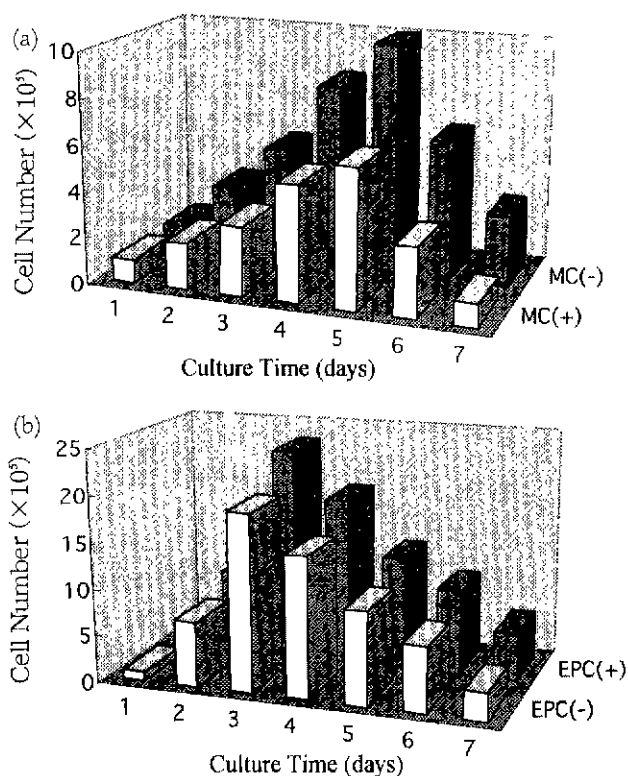 (a)
Cell Number (×10⁵)
10
8
6
4
2
0
1 2 3 4 5 6 7
MC(-)
MC(+)
Culture Time (days)
(b)
Cell Number (×10⁵)
25
20
15
10
5
0
1 2 3 4 5 6 7
EPC(+)
EPC(-)
Culture Time (days)